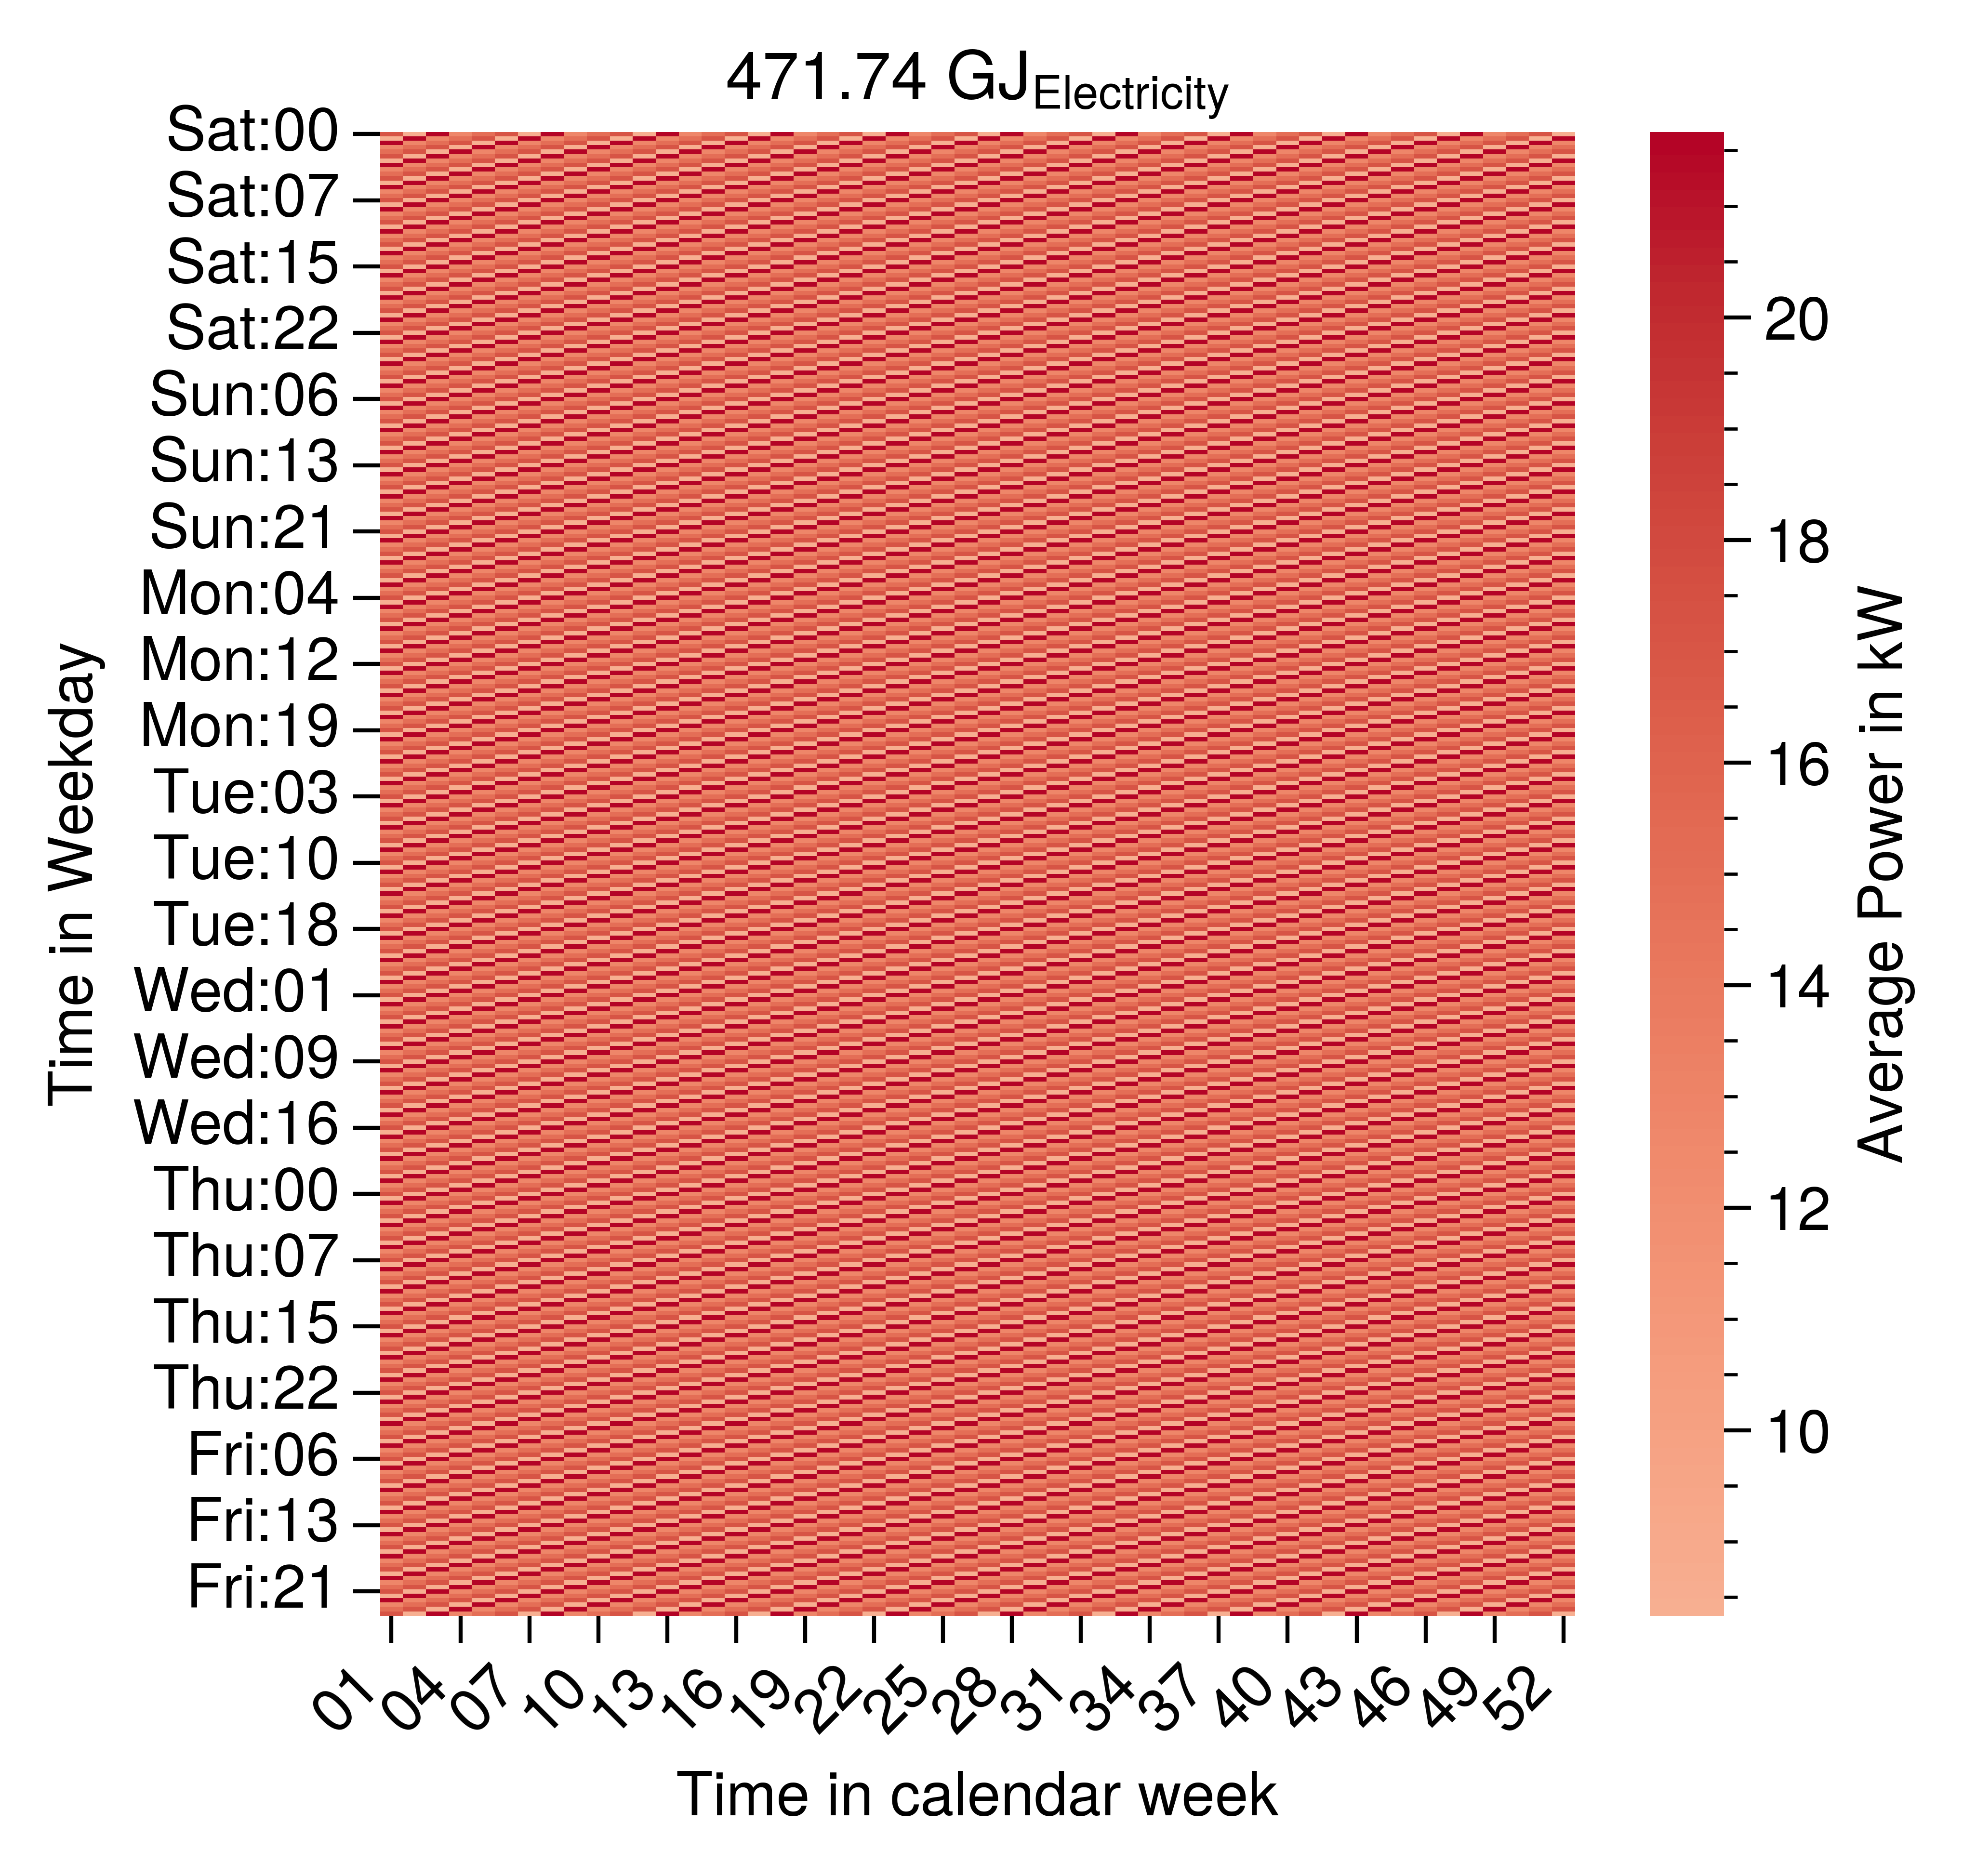 471.74 GJElectricity
Sat:00
Sat:07
Sat:15
Sat:22
Sun:06
Sun:13
Sun:21
Mon:04
Mon:12
Mon:19
Tue:03
Tue:10
Tue:18
Wed:01
Wed:09
Wed:16
Thu:00
Thu:07
Thu:15
Thu:22
Fri:06
Fri:13
Fri:21
Time in Weekday
01 04 07 10 13 16 19 22 25 28 31 34 37 40 43 46 49 52
Time in calendar week
20
18
16
14
12
10
Average Power in kW